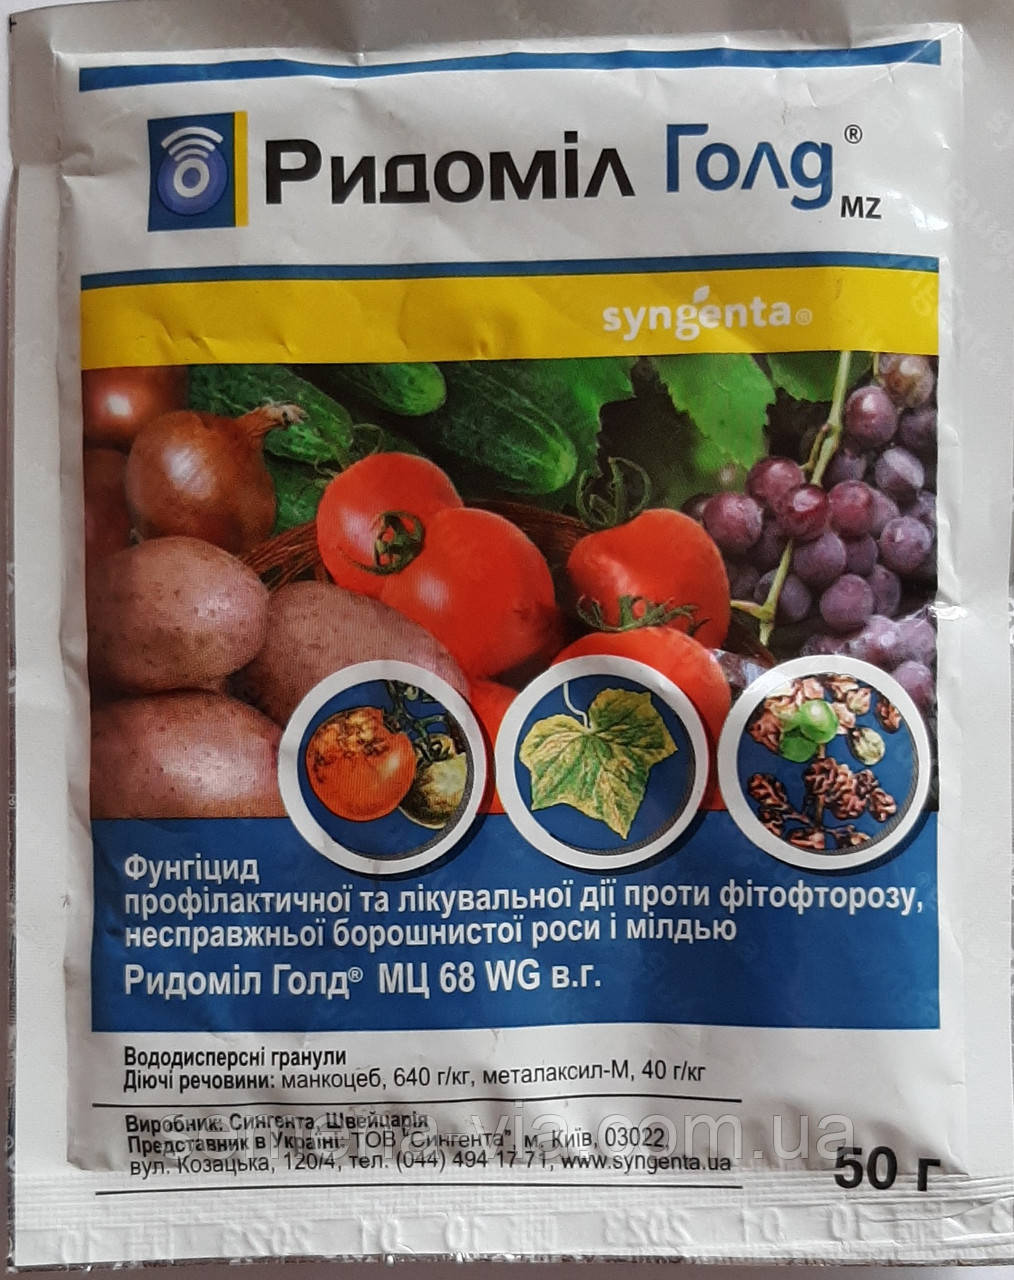 Ридоміл Голд®
MZ
syngenta®
Фунгіцид
профілактичної та лікувальної дії проти фітофторозу,
несправжньої борошнистої роси і мілдью
Ридоміл Голд® МЦ 68 WG в.г.
Вододисперсні гранули
Діючі речовини: манкоцеб, 640 г/кг, металаксил-М, 40 г/кг
Виробник: Сингента, Швейцарія
Представник в Україні: ТОВ "Сингента", м. Київ, 03022,
вул. Козацька, 120/4, тел. (044) 494-17-71, www.syngenta.ua
50 г